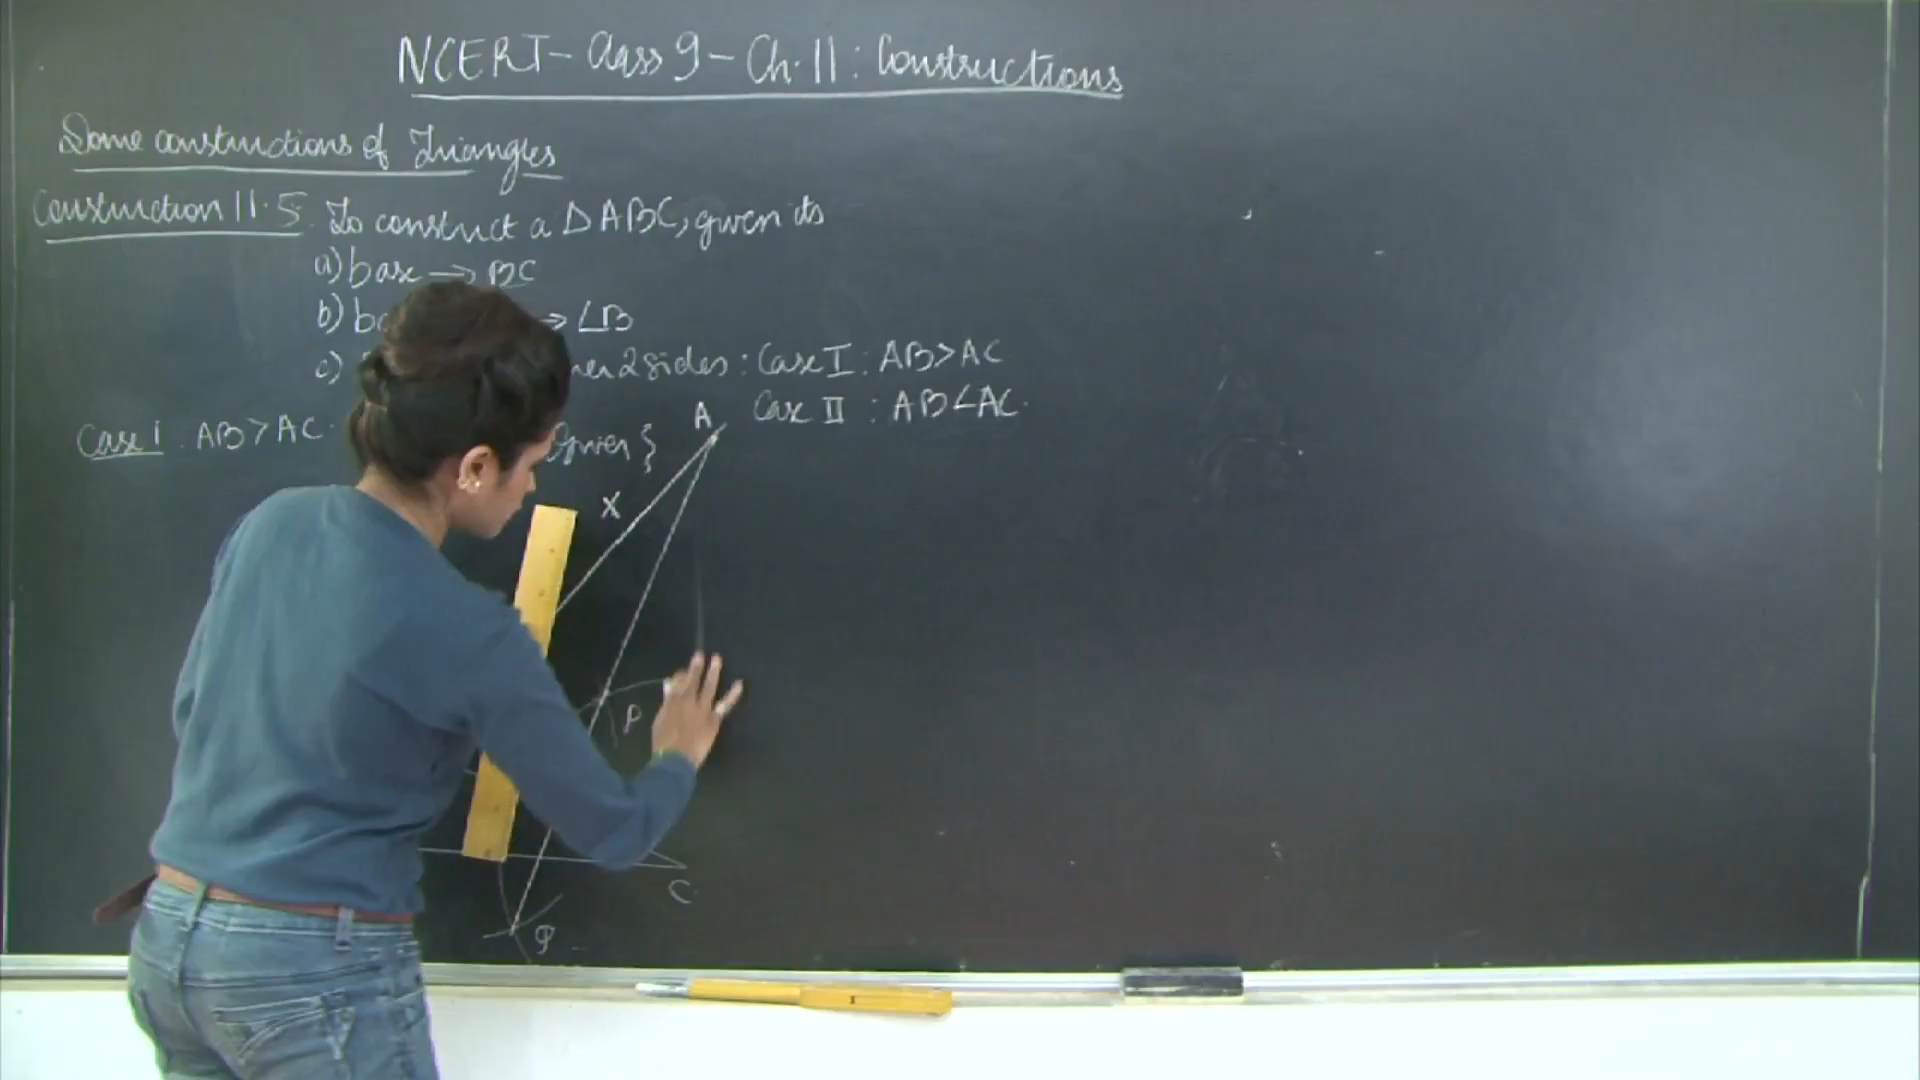 NCERT - Class 9 - Ch. 11 : Constructions
Some constructions of Triangles
Construction 11.5. To construct a Δ ABC, given its
a) base → BC
b) → ∠B
c) 2 sides : Case I : AB > AC
Case II : AB < AC.
Case I . AB > AC. Given }
A
X
P
C
Q